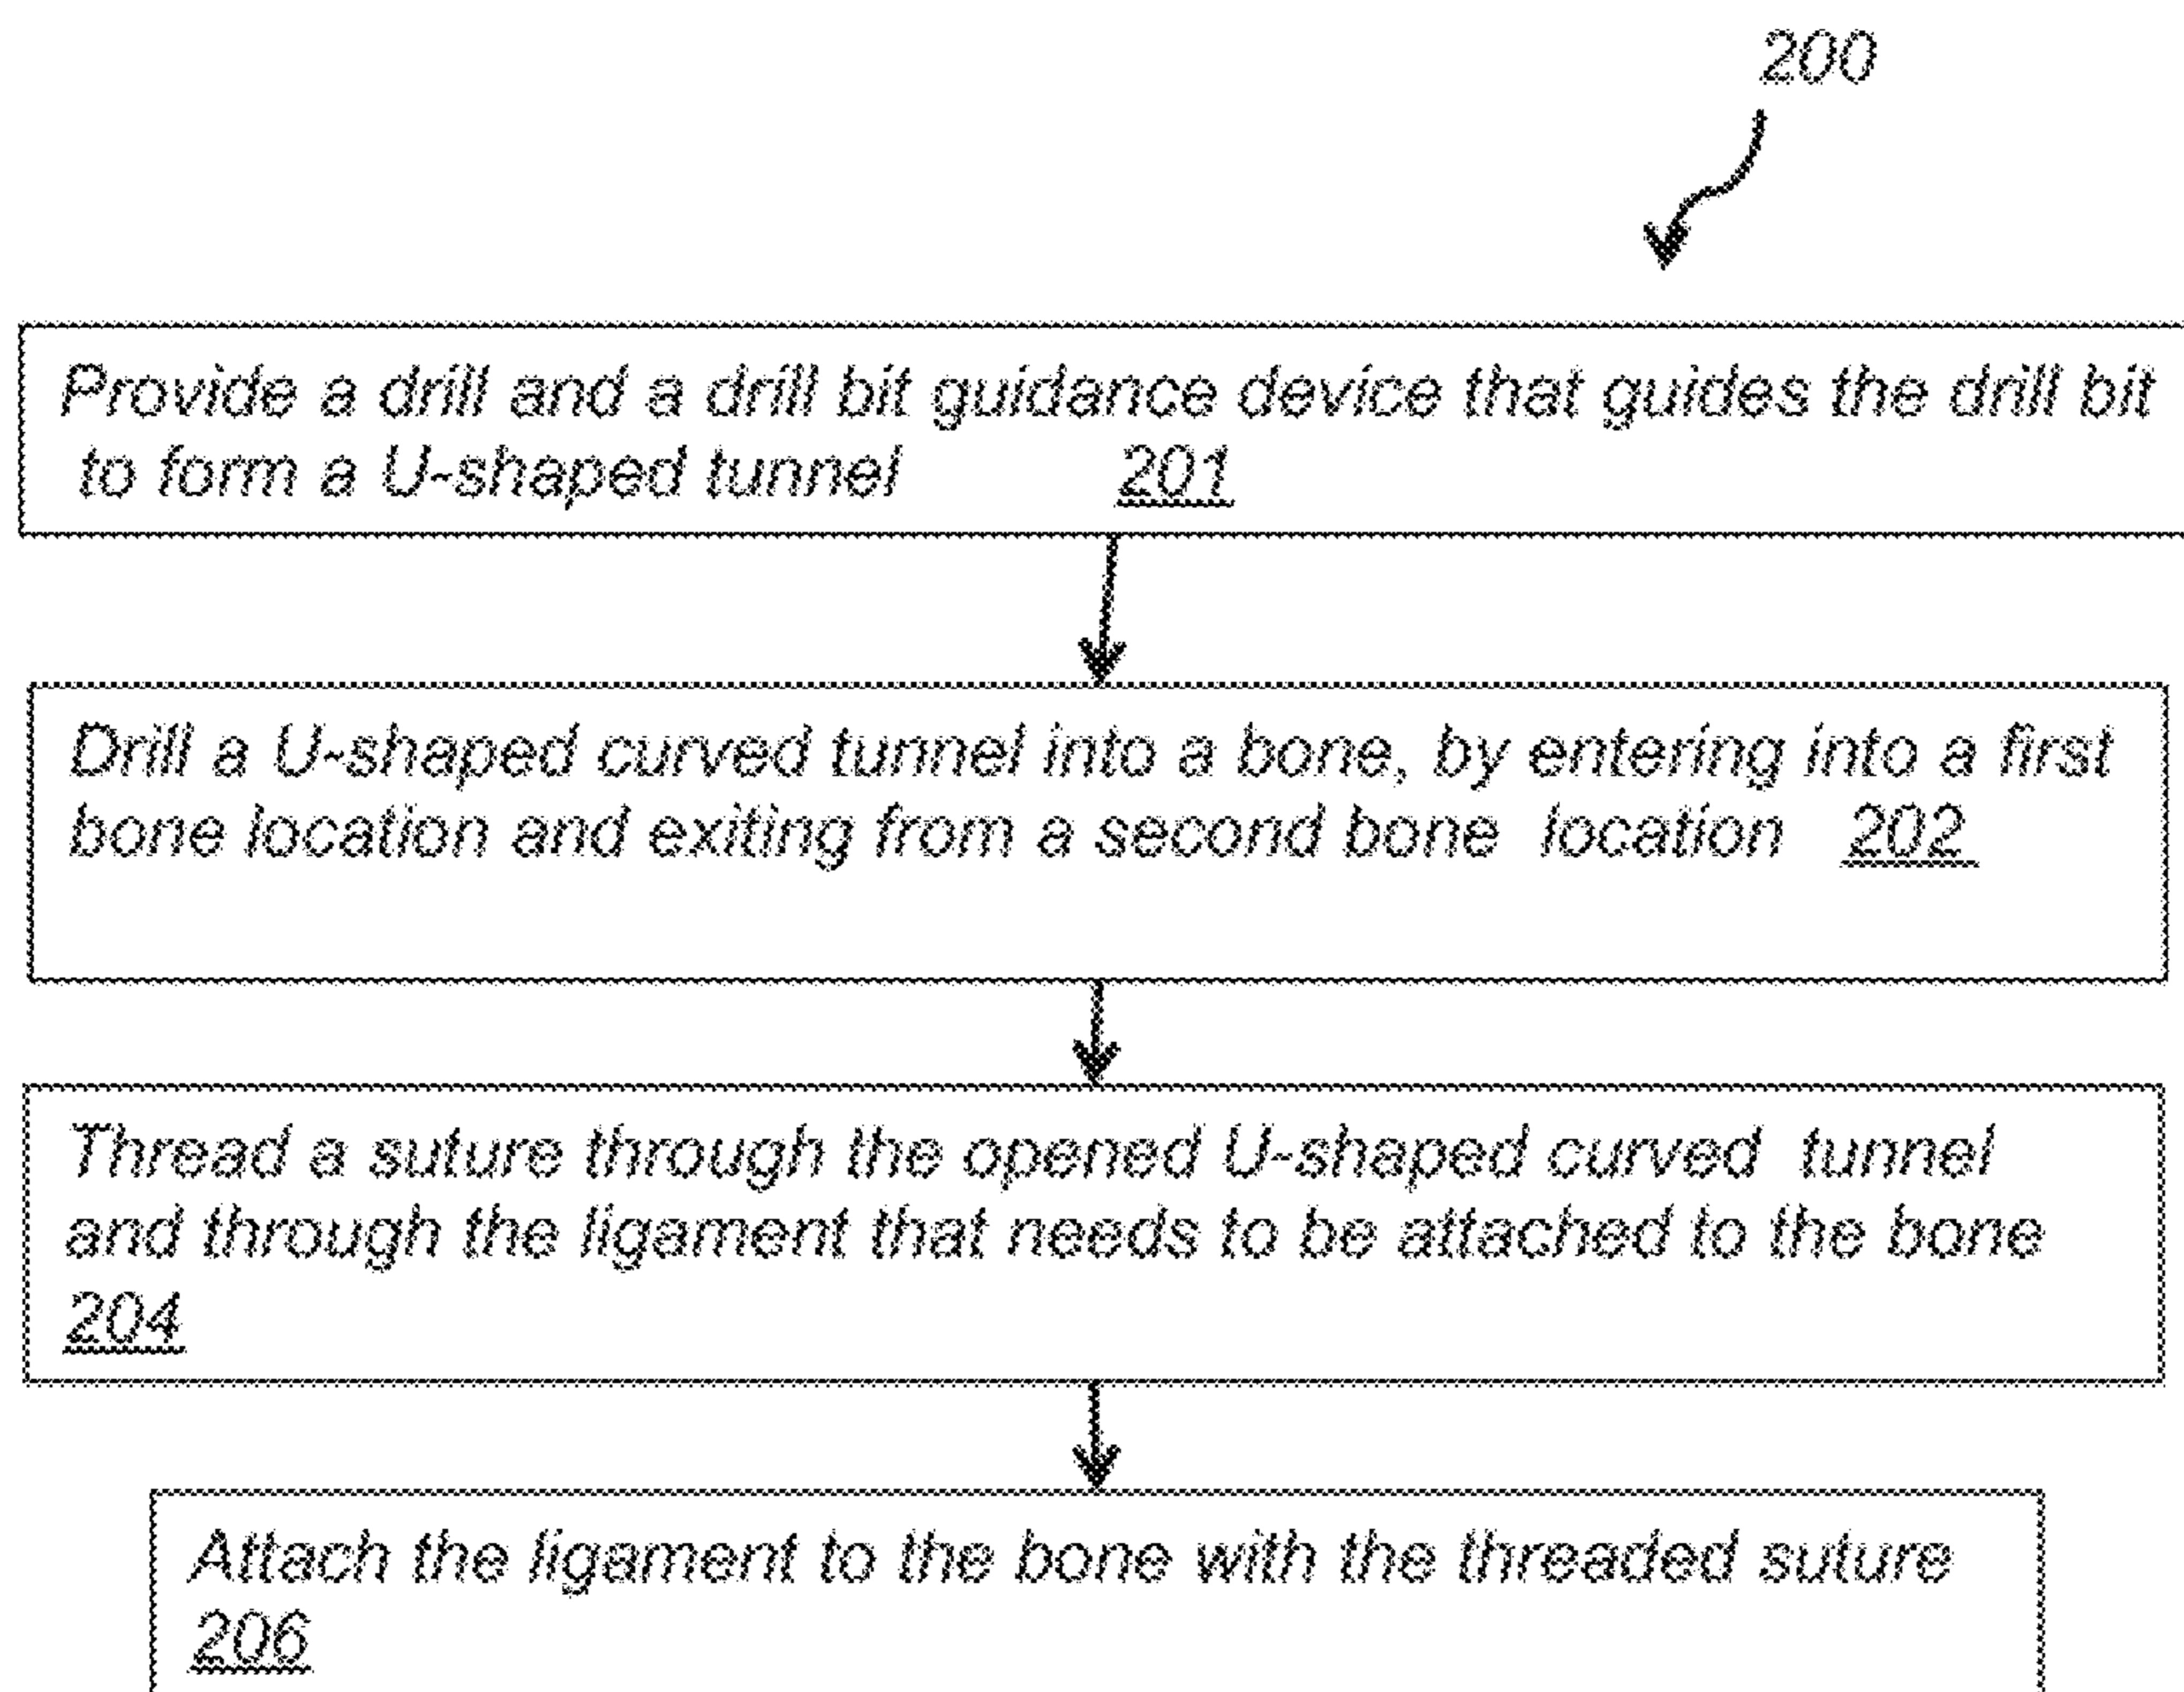 200
Provide a drill and a drill bit guidance device that guides the drill bit
to form a U-shaped tunnel 201
Drill a U-shaped curved tunnel into a bone, by entering into a first
bone location and exiting from a second bone location 202
Thread a suture through the opened U-shaped curved tunnel
and through the ligament that needs to be attached to the bone
204
Attach the ligament to the bone with the threaded suture
206